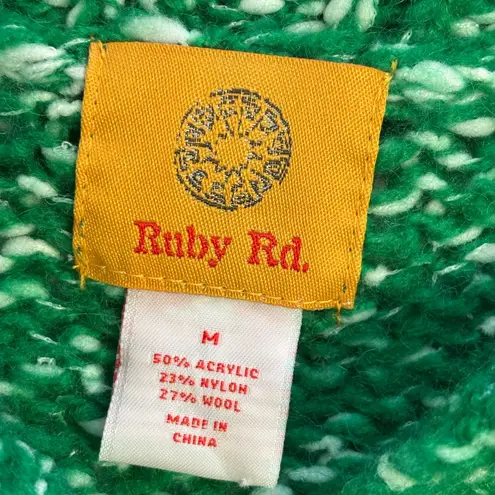 Ruby Rd.
M
50% ACRYLIC
23% NYLON
27% WOOL
MADE IN
CHINA